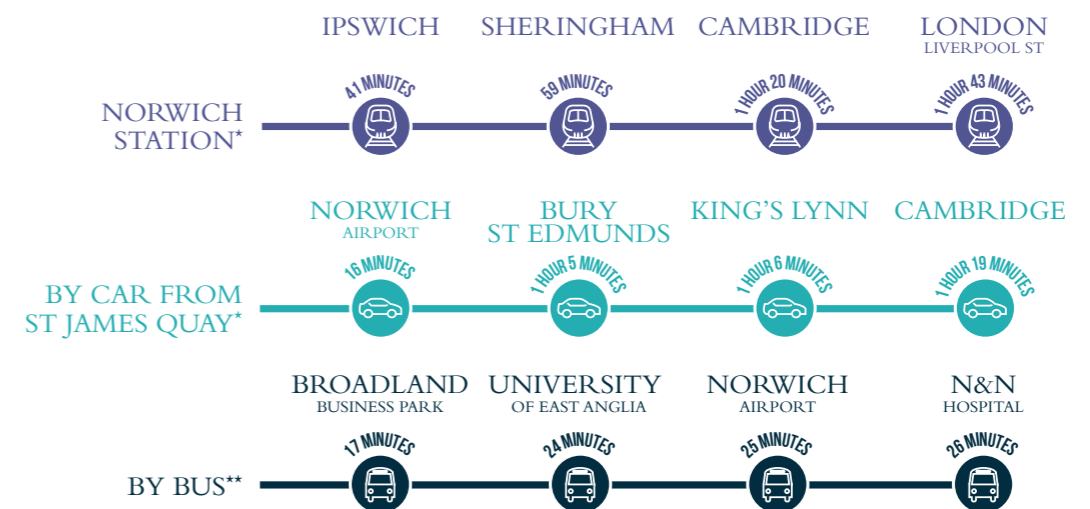 IPSWICH SHERINGHAM CAMBRIDGE LONDON
LIVERPOOL ST
41 MINUTES 59 MINUTES 1 HOUR 20 MINUTES 1 HOUR 43 MINUTES
NORWICH
STATION*
NORWICH BURY KING'S LYNN CAMBRIDGE
AIRPORT ST EDMUNDS
16 MINUTES 1 HOUR 5 MINUTES 1 HOUR 6 MINUTES 1 HOUR 19 MINUTES
BY CAR FROM
ST JAMES QUAY*
BROADLAND UNIVERSITY NORWICH N&N
BUSINESS PARK OF EAST ANGLIA AIRPORT HOSPITAL
17 MINUTES 24 MINUTES 25 MINUTES 26 MINUTES
BY BUS**